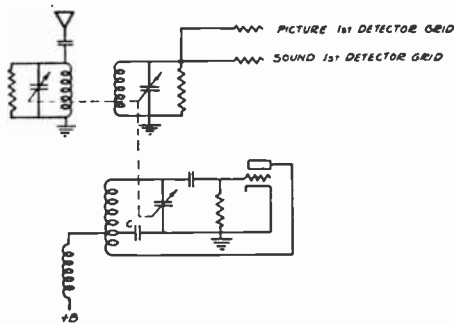 PICTURE 1st DETECTOR GRID
SOUND 1st DETECTOR GRID
C
+B